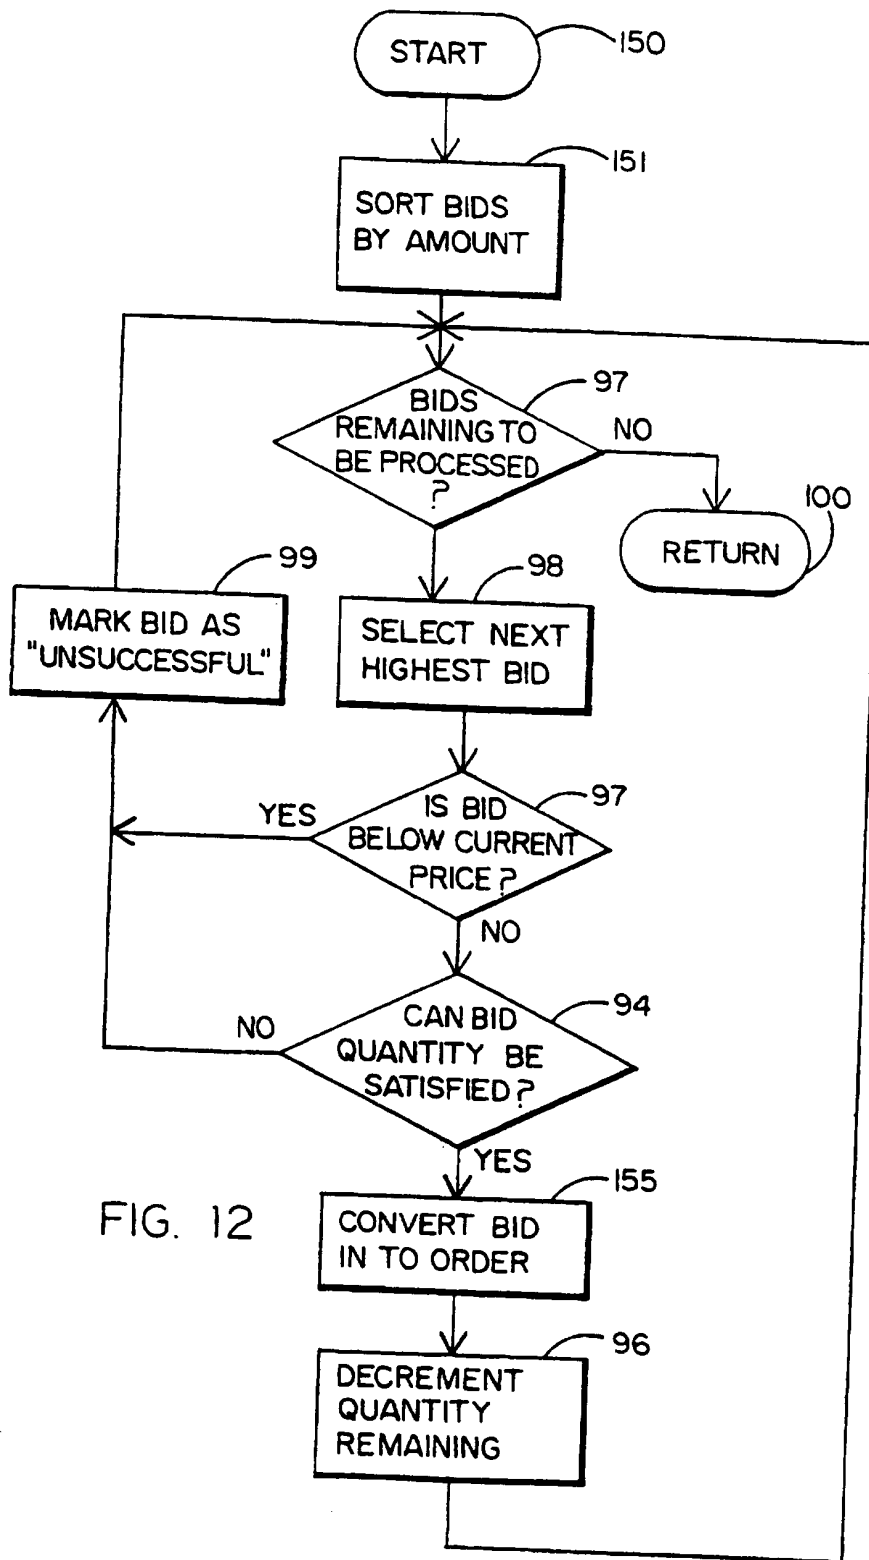 START
150
151
SORT BIDS
BY AMOUNT
97
BIDS
REMAINING TO
BE PROCESSED
?
NO
100
RETURN
99
MARK BID AS
"UNSUCCESSFUL"
98
SELECT NEXT
HIGHEST BID
97
YES
IS BID
BELOW CURRENT
PRICE?
NO
94
NO
CAN BID
QUANTITY BE
SATISFIED?
YES
155
FIG. 12
CONVERT BID
IN TO ORDER
96
DECREMENT
QUANTITY
REMAINING